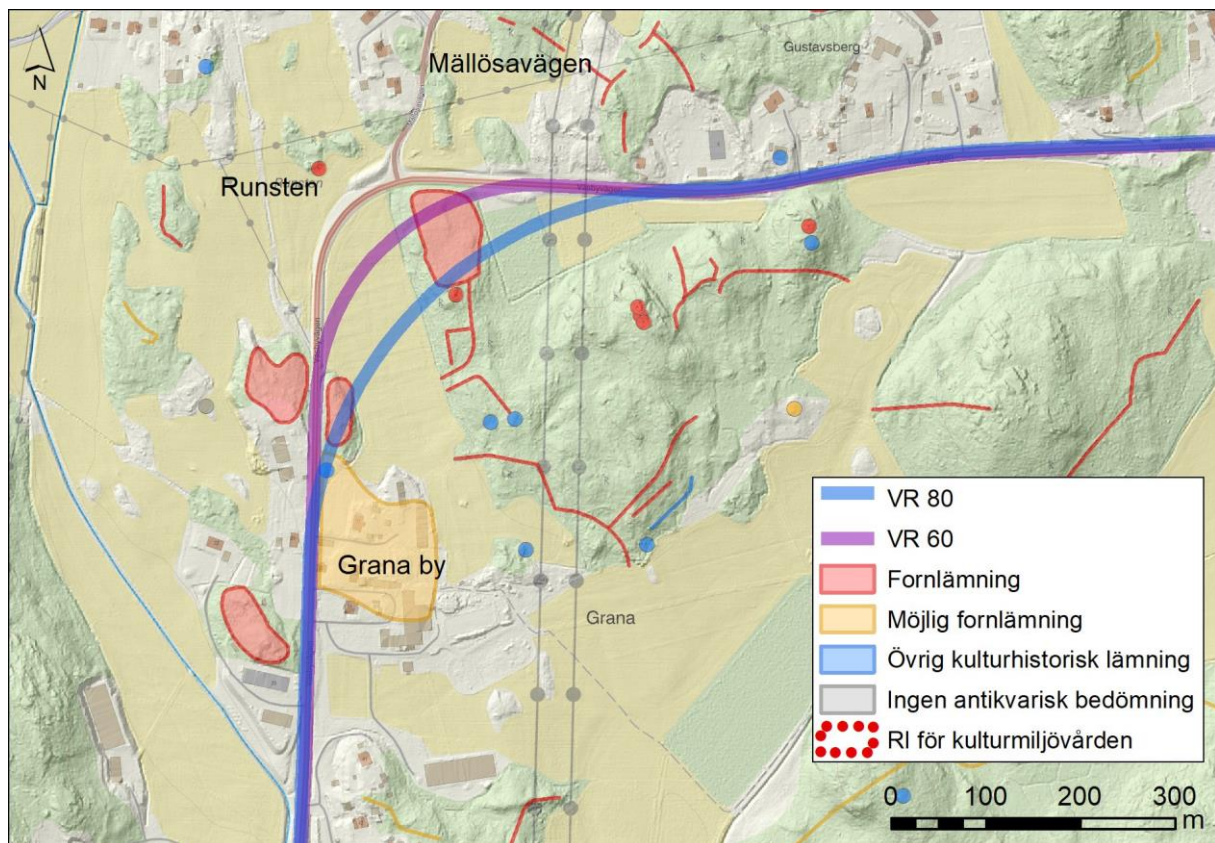 N
Mällösavägen
Gustavsberg
Runsten
Grana by
Grana
VR 80
VR 60
Fornlämning
Möjlig fornlämning
Övrig kulturhistorisk lämning
Ingen antikvarisk bedömning
RI för kulturmiljövården
0 100 200 300
m